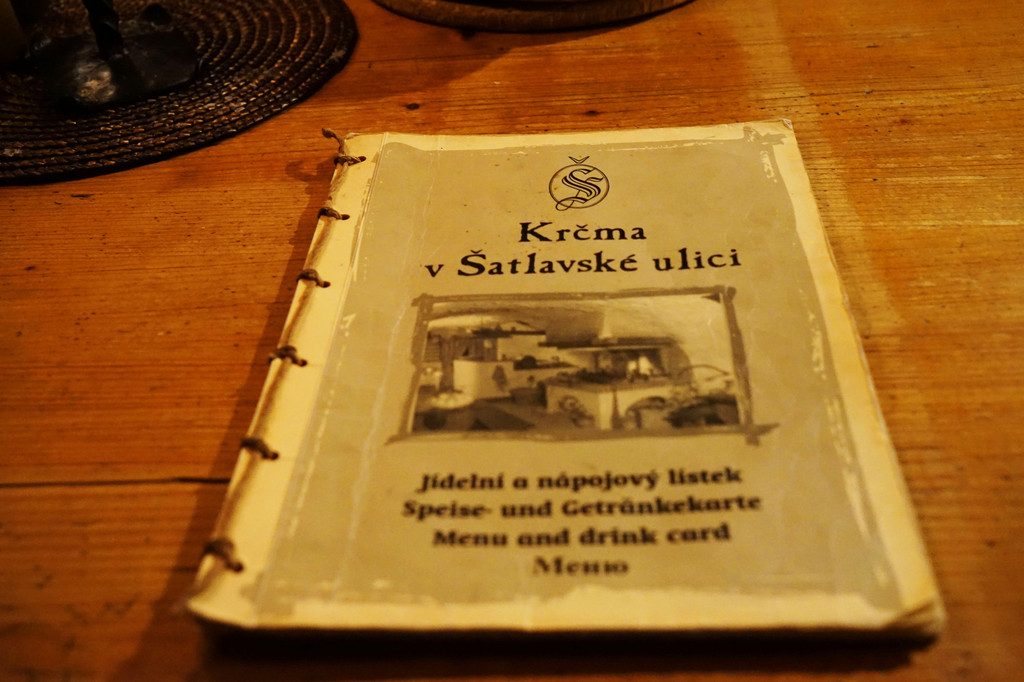 Š
Krčma
v Šatlavské ulici
Jídelní a nápojový lístek
Speise- und Getränkekarte
Menu and drink card
Меню